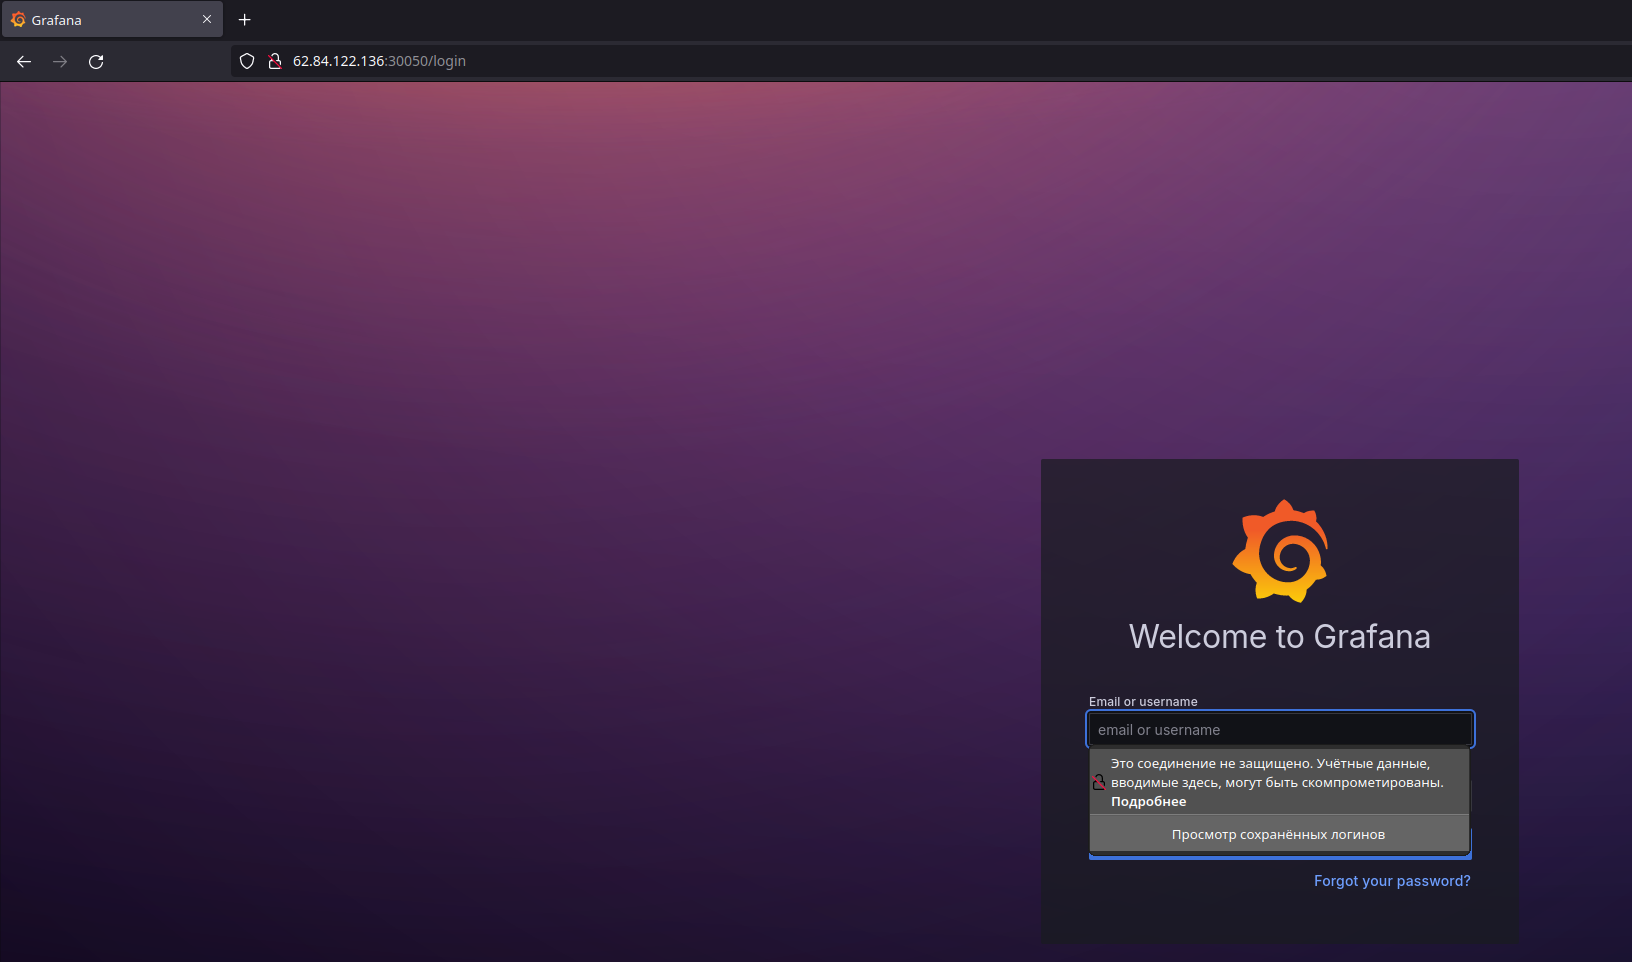 Grafana
62.84.122.136:30050/login
Welcome to Grafana
Email or username
email or username
Это соединение не защищено. Учётные данные,
вводимые здесь, могут быть скомпрометированы.
Подробнее
Просмотр сохранённых логинов
Forgot your password?